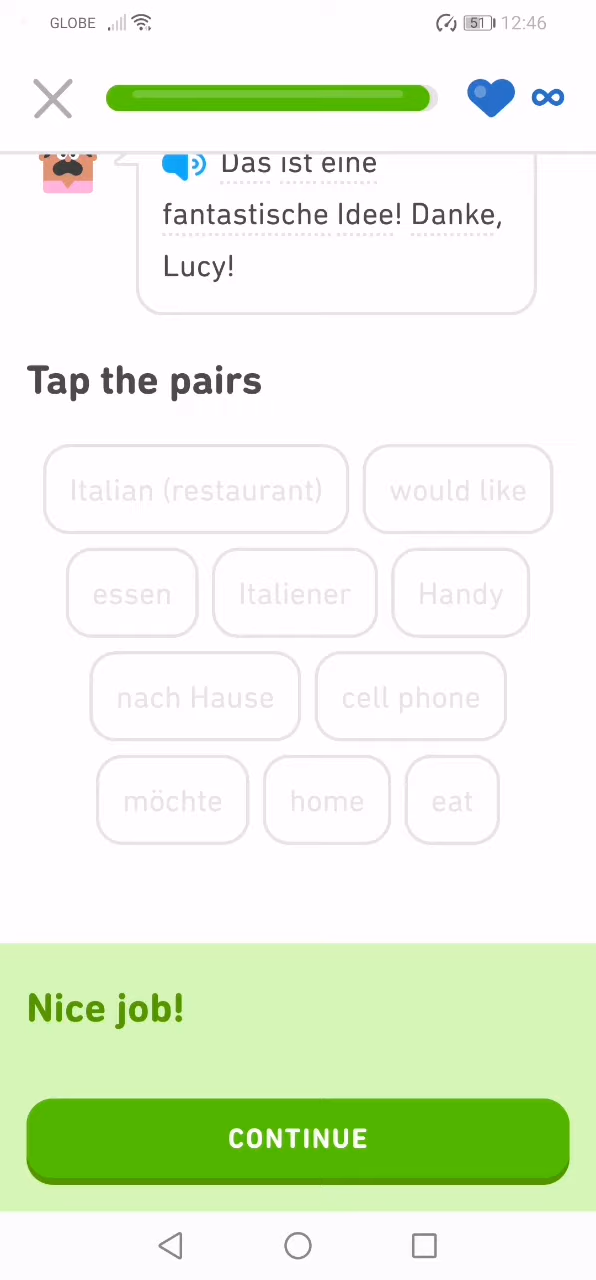 GLOBE 51 12:46
Das ist eine
fantastische Idee! Danke,
Lucy!
Tap the pairs
Italian (restaurant) would like
essen Italiener Handy
nach Hause cell phone
möchte home eat
Nice job!
CONTINUE